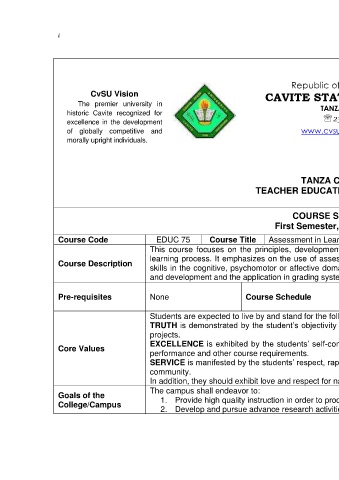 i
CvSU Vision
The premier university in
historic Cavite recognized for
excellence in the development
of globally competitive and
morally upright individuals.
Republic of
CAVITE STA
TANZ
www.cvs
TANZA C
TEACHER EDUCATI
COURSE S
First Semester,
Course Code EDUC 75 Course Title Assessment in Lear
Course Description
This course focuses on the principles, developmen
learning process. It emphasizes on the use of asses
skills in the cognitive, psychomotor or affective doma
and development and the application in grading syste
Pre-requisites None Course Schedule
Core Values
Students are expected to live by and stand for the foll
TRUTH is demonstrated by the student's objectivity
projects.
EXCELLENCE is exhibited by the students' self-con
performance and other course requirements.
SERVICE is manifested by the students' respect, rap
community.
In addition, they should exhibit love and respect for na
Goals of the
College/Campus
The campus shall endeavor to:
1. Provide high quality instruction in order to prod
2. Develop and pursue advance research activitie